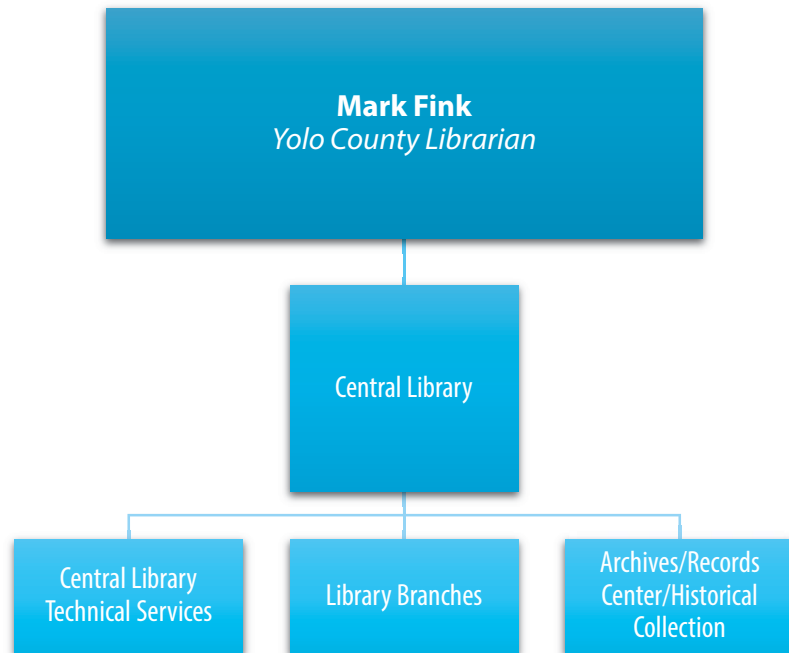 Mark Fink
Yolo County Librarian
Central Library
Central Library
Technical Services
Library Branches
Archives/Records
Center/Historical
Collection